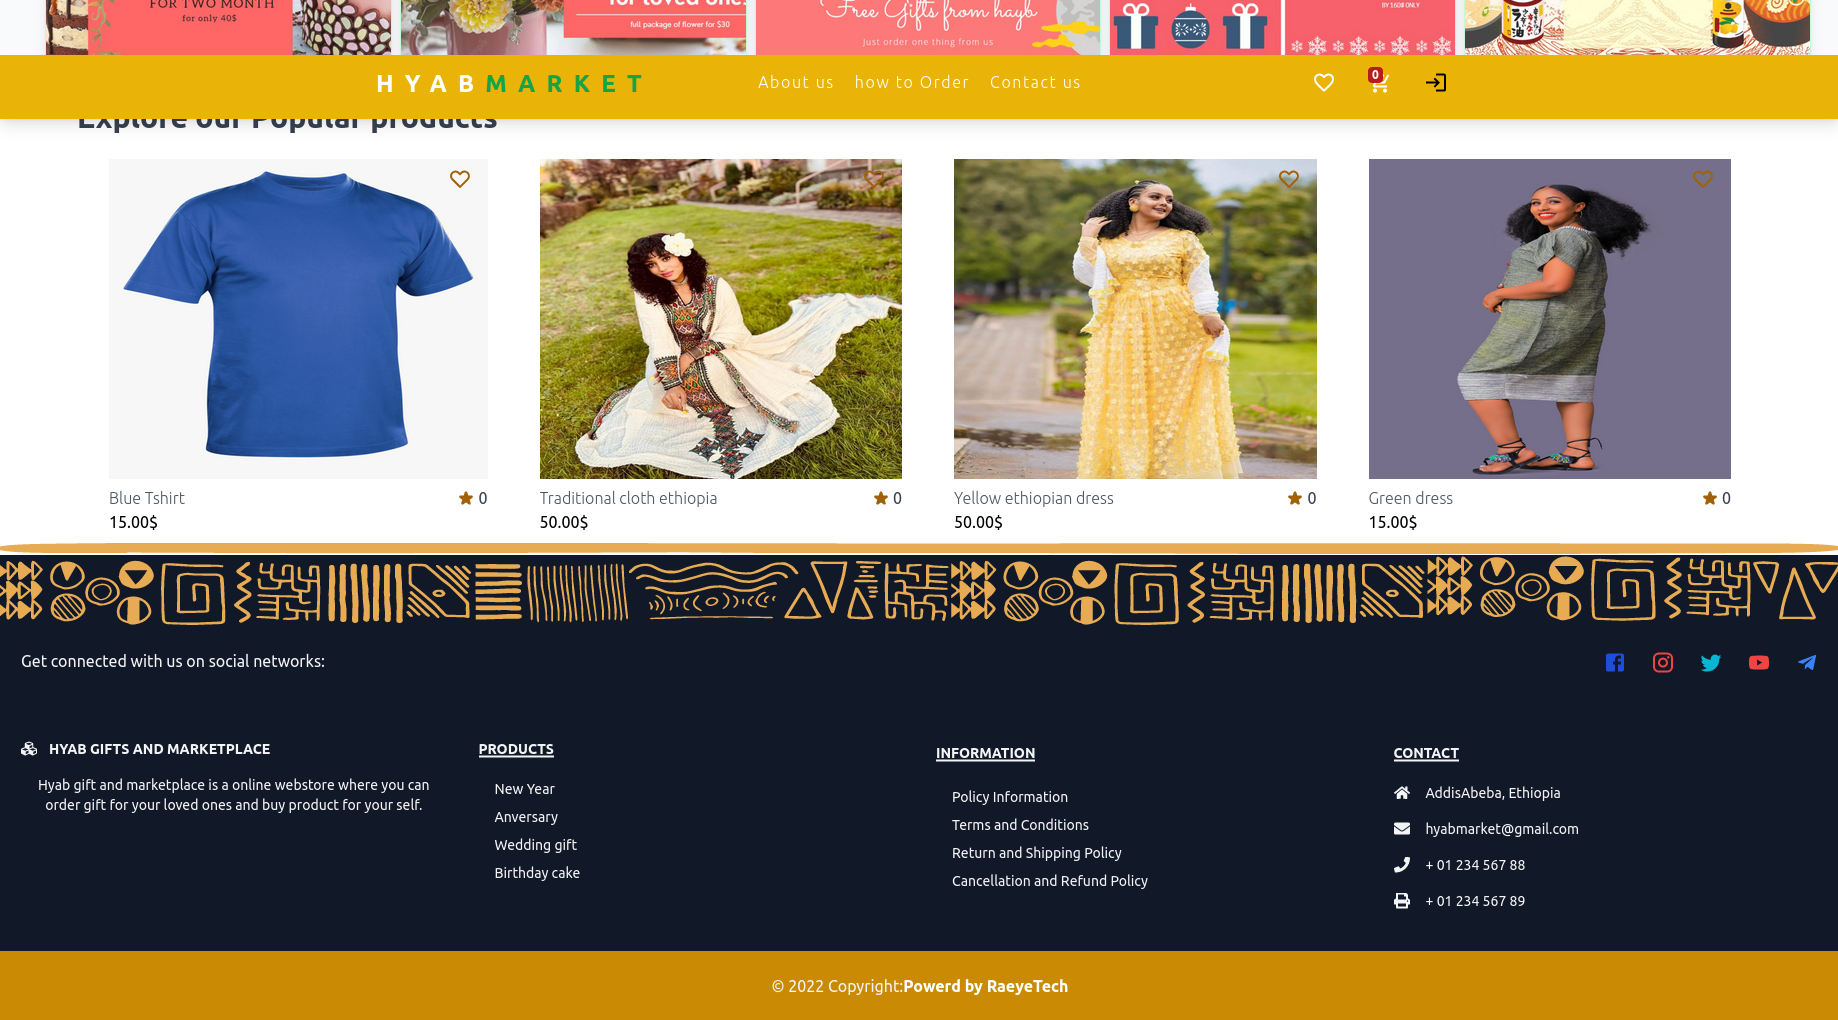 FOR TWO MONTH
for only 40$
for loved ones
full package of flower for $30
Free Gifts from hayb
Just order one thing from us
BY 160# ONLY
HYABMARKET
About us
how to Order
Contact us
0
Explore our Popular products
Blue Tshirt
0
15.00$
Traditional cloth ethiopia
0
50.00$
Yellow ethiopian dress
0
50.00$
Green dress
0
15.00$
Get connected with us on social networks:
HYAB GIFTS AND MARKETPLACE
Hyab gift and marketplace is a online webstore where you can
order gift for your loved ones and buy product for your self.
PRODUCTS
New Year
Anversary
Wedding gift
Birthday cake
INFORMATION
Policy Information
Terms and Conditions
Return and Shipping Policy
Cancellation and Refund Policy
CONTACT
AddisAbeba, Ethiopia
hyabmarket@gmail.com
+ 01 234 567 88
+ 01 234 567 89
© 2022 Copyright:Powerd by RaeyeTech